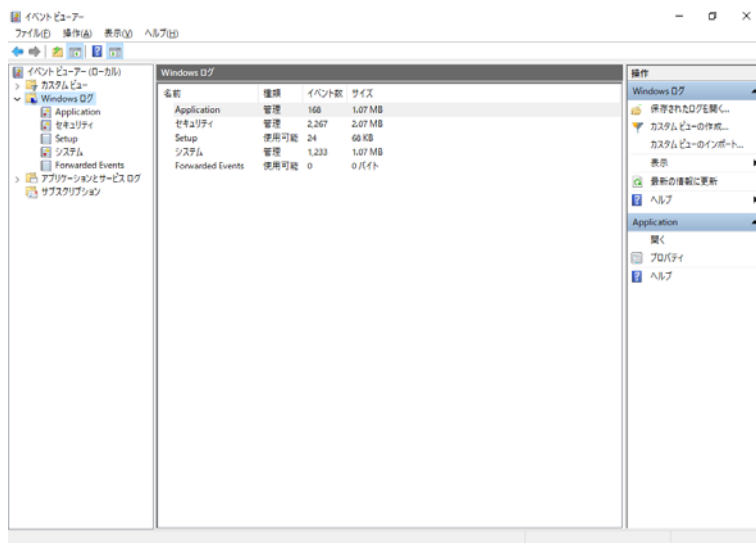 イベント ビューアー
ファイル(F) 操作(A) 表示(V) ヘルプ(H)
イベント ビューアー (ローカル)
カスタム ビュー
Windows ログ
Application
セキュリティ
Setup
システム
Forwarded Events
アプリケーションとサービス ログ
サブスクリプション
Windows ログ
名前 種類 イベント数 サイズ
Application 管理 168 1.07 MB
セキュリティ 管理 2,267 2.07 MB
Setup 使用可能 24 68 KB
システム 管理 1,233 1.07 MB
Forwarded Events 使用可能 0 0 バイト
操作
Windows ログ
保存されたログを開く...
カスタム ビューの作成...
カスタム ビューのインポート...
表示
最新の情報に更新
ヘルプ
Application
開く
プロパティ
ヘルプ